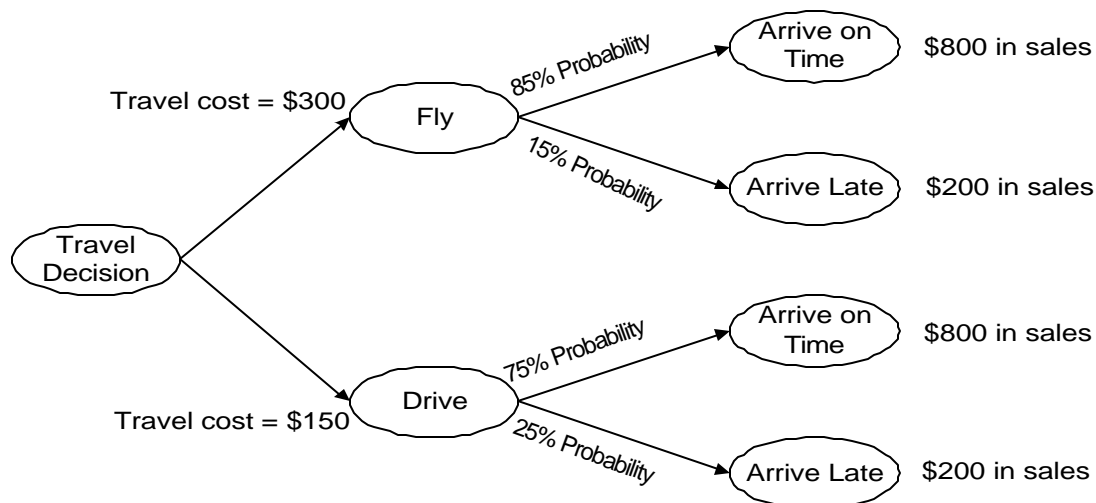 Arrive on
Time
$800 in sales
85% Probability
Travel cost = $300
Fly
15% Probability
Arrive Late
$200 in sales
Travel
Decision
Arrive on
Time
$800 in sales
75% Probability
Drive
Travel cost = $150
25% Probability
Arrive Late
$200 in sales